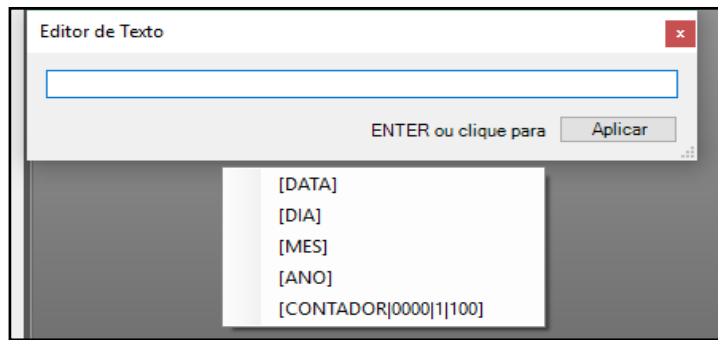 Editor de Texto
x
ENTER ou clique para Aplicar
[DATA]
[DIA]
[MES]
[ANO]
[CONTADOR|0000|1|100]